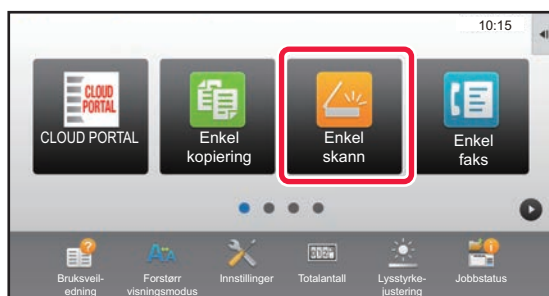 10:15
CLOUD
PORTAL
CLOUD PORTAL
Enkel
kopiering
Enkel
skann
Enkel
faks
Bruksveil-
edning
Forstørr
visningsmodus
Innstillinger
Totalantall
Lysstyrke-
justering
Jobbstatus